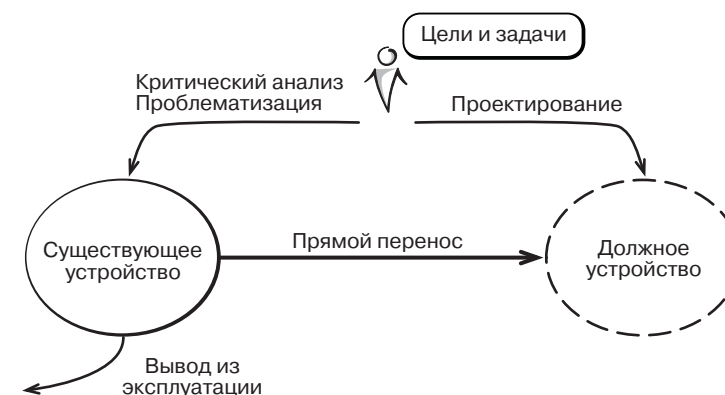 Цели и задачи
Критический анализ
Проблематизация
Проектирование
Существующее
устройство
Прямой перенос
Должное
устройство
Вывод из
эксплуатации